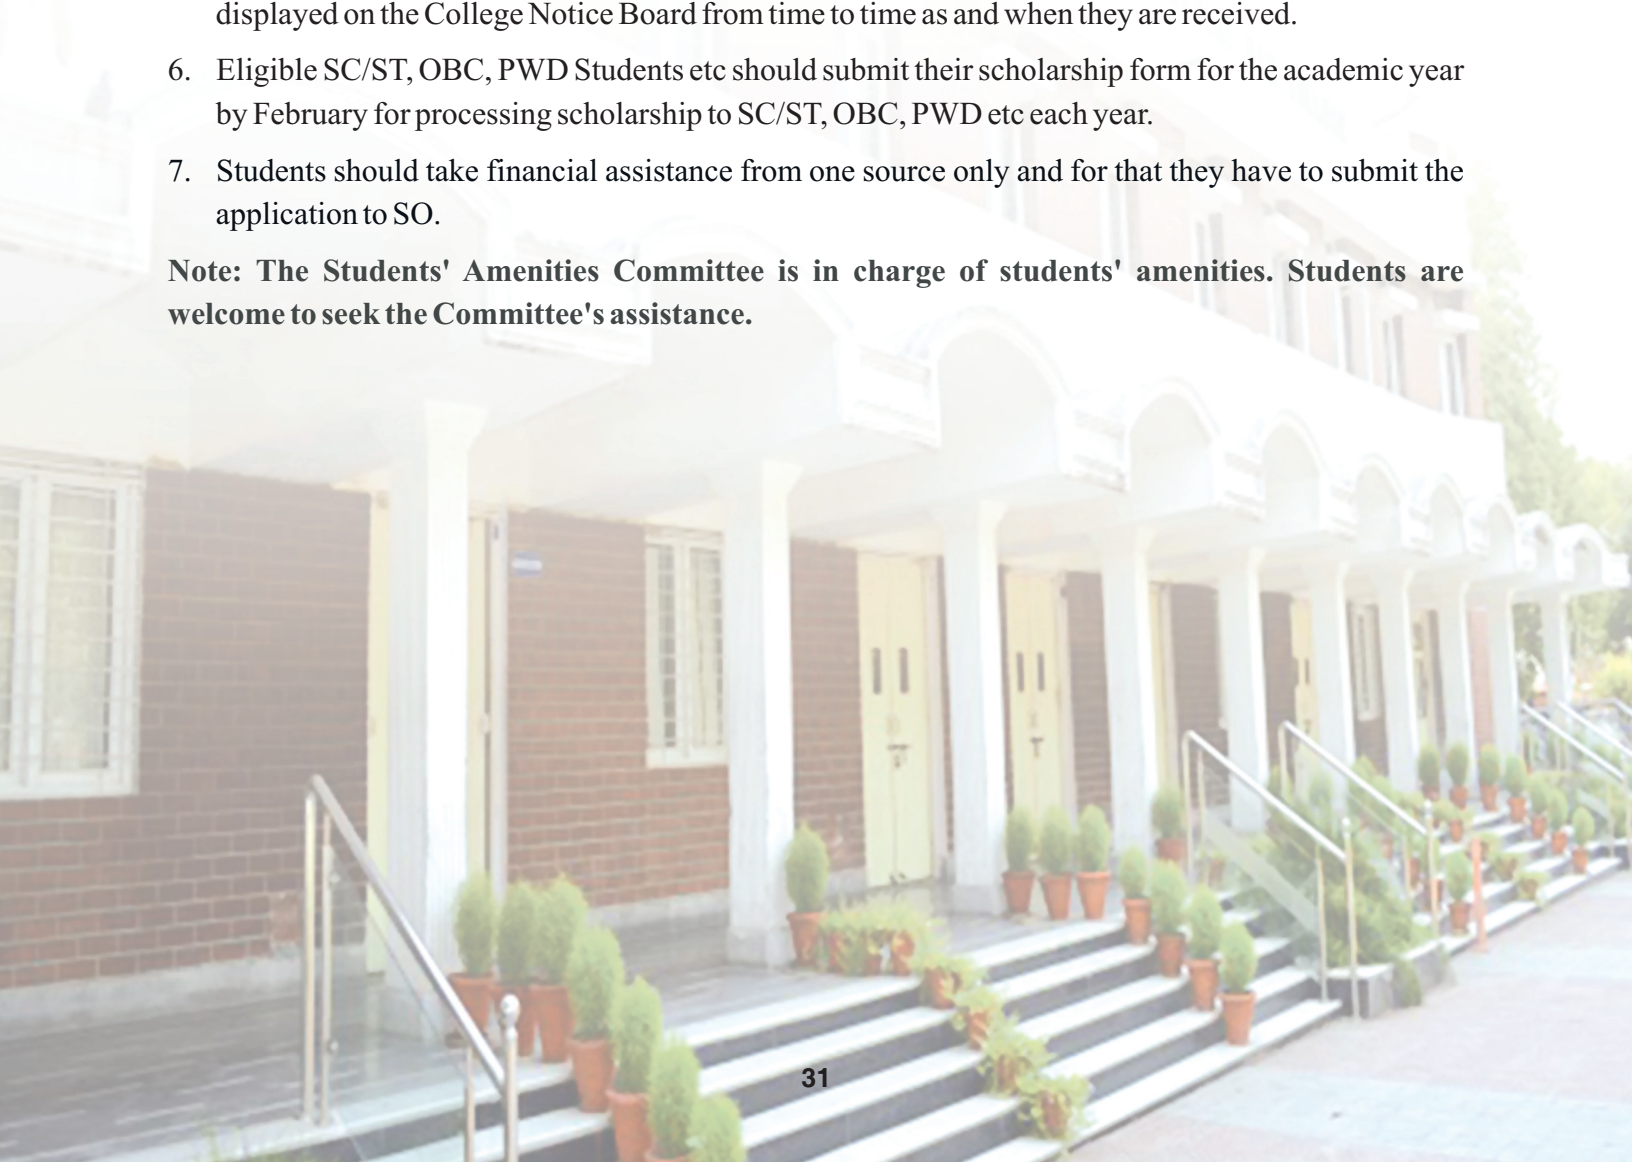 displayed on the College Notice Board from time to time as and when they are received.
6. Eligible SC/ST, OBC, PWD Students etc should submit their scholarship form for the academic year
by February for processing scholarship to SC/ST, OBC, PWD etc each year.
7. Students should take financial assistance from one source only and for that they have to submit the
application to SO.
Note: The Students' Amenities Committee is in charge of students' amenities. Students are
welcome to seek the Committee's assistance.
31